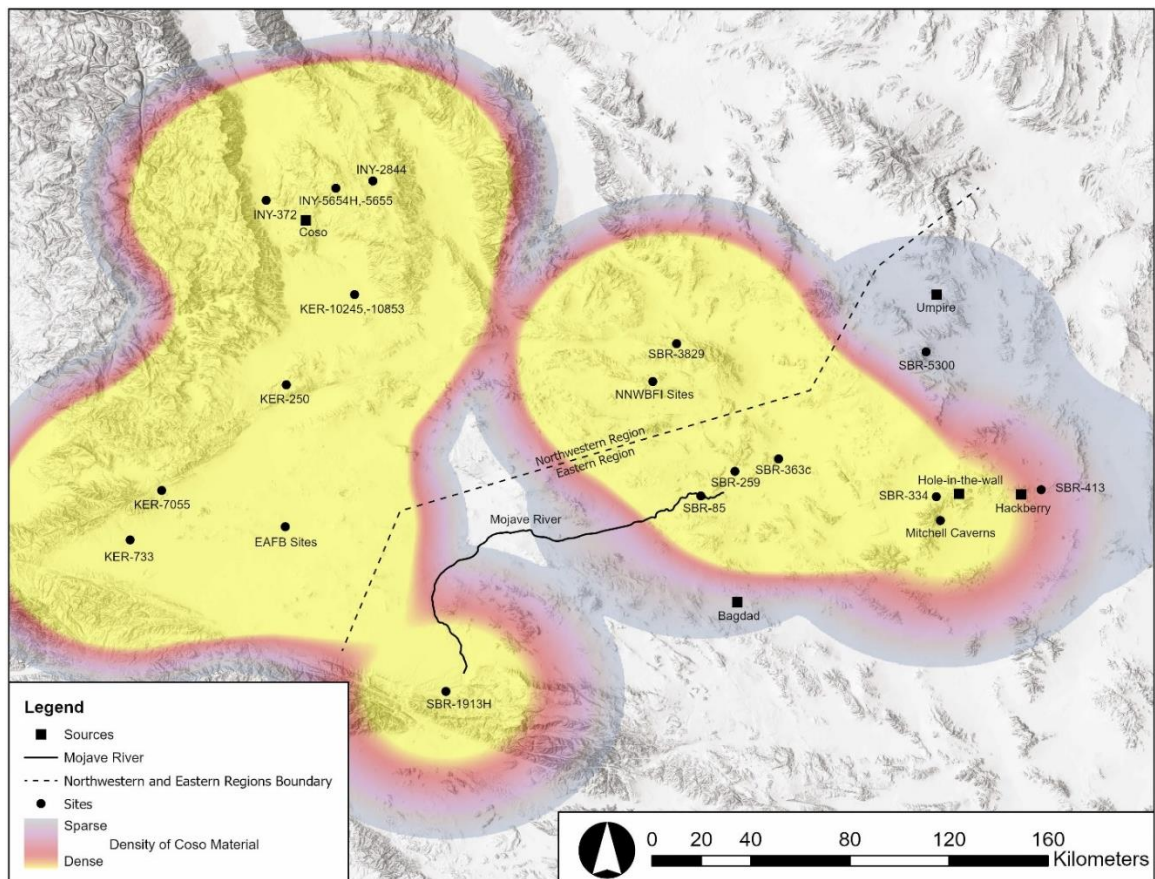 INY-2844
INY-372
INY-5654H,-5655
Coso
KER-10245,-10853
Umpire
SBR-3829
SBR-5300
NNWBFI Sites
KER-250
Northwestern Region
Eastern Region
SBR-363c
SBR-259
Hole-in-the-wall
SBR-334
SBR-413
SBR-85
Hackberry
KER-7055
Mojave River
Mitchell Caverns
EAFB Sites
KER-733
Bagdad
SBR-1913H
Legend
Sources
Mojave River
Northwestern and Eastern Regions Boundary
Sites
Sparse
Density of Coso Material
Dense
0 20 40 80 120 160
Kilometers